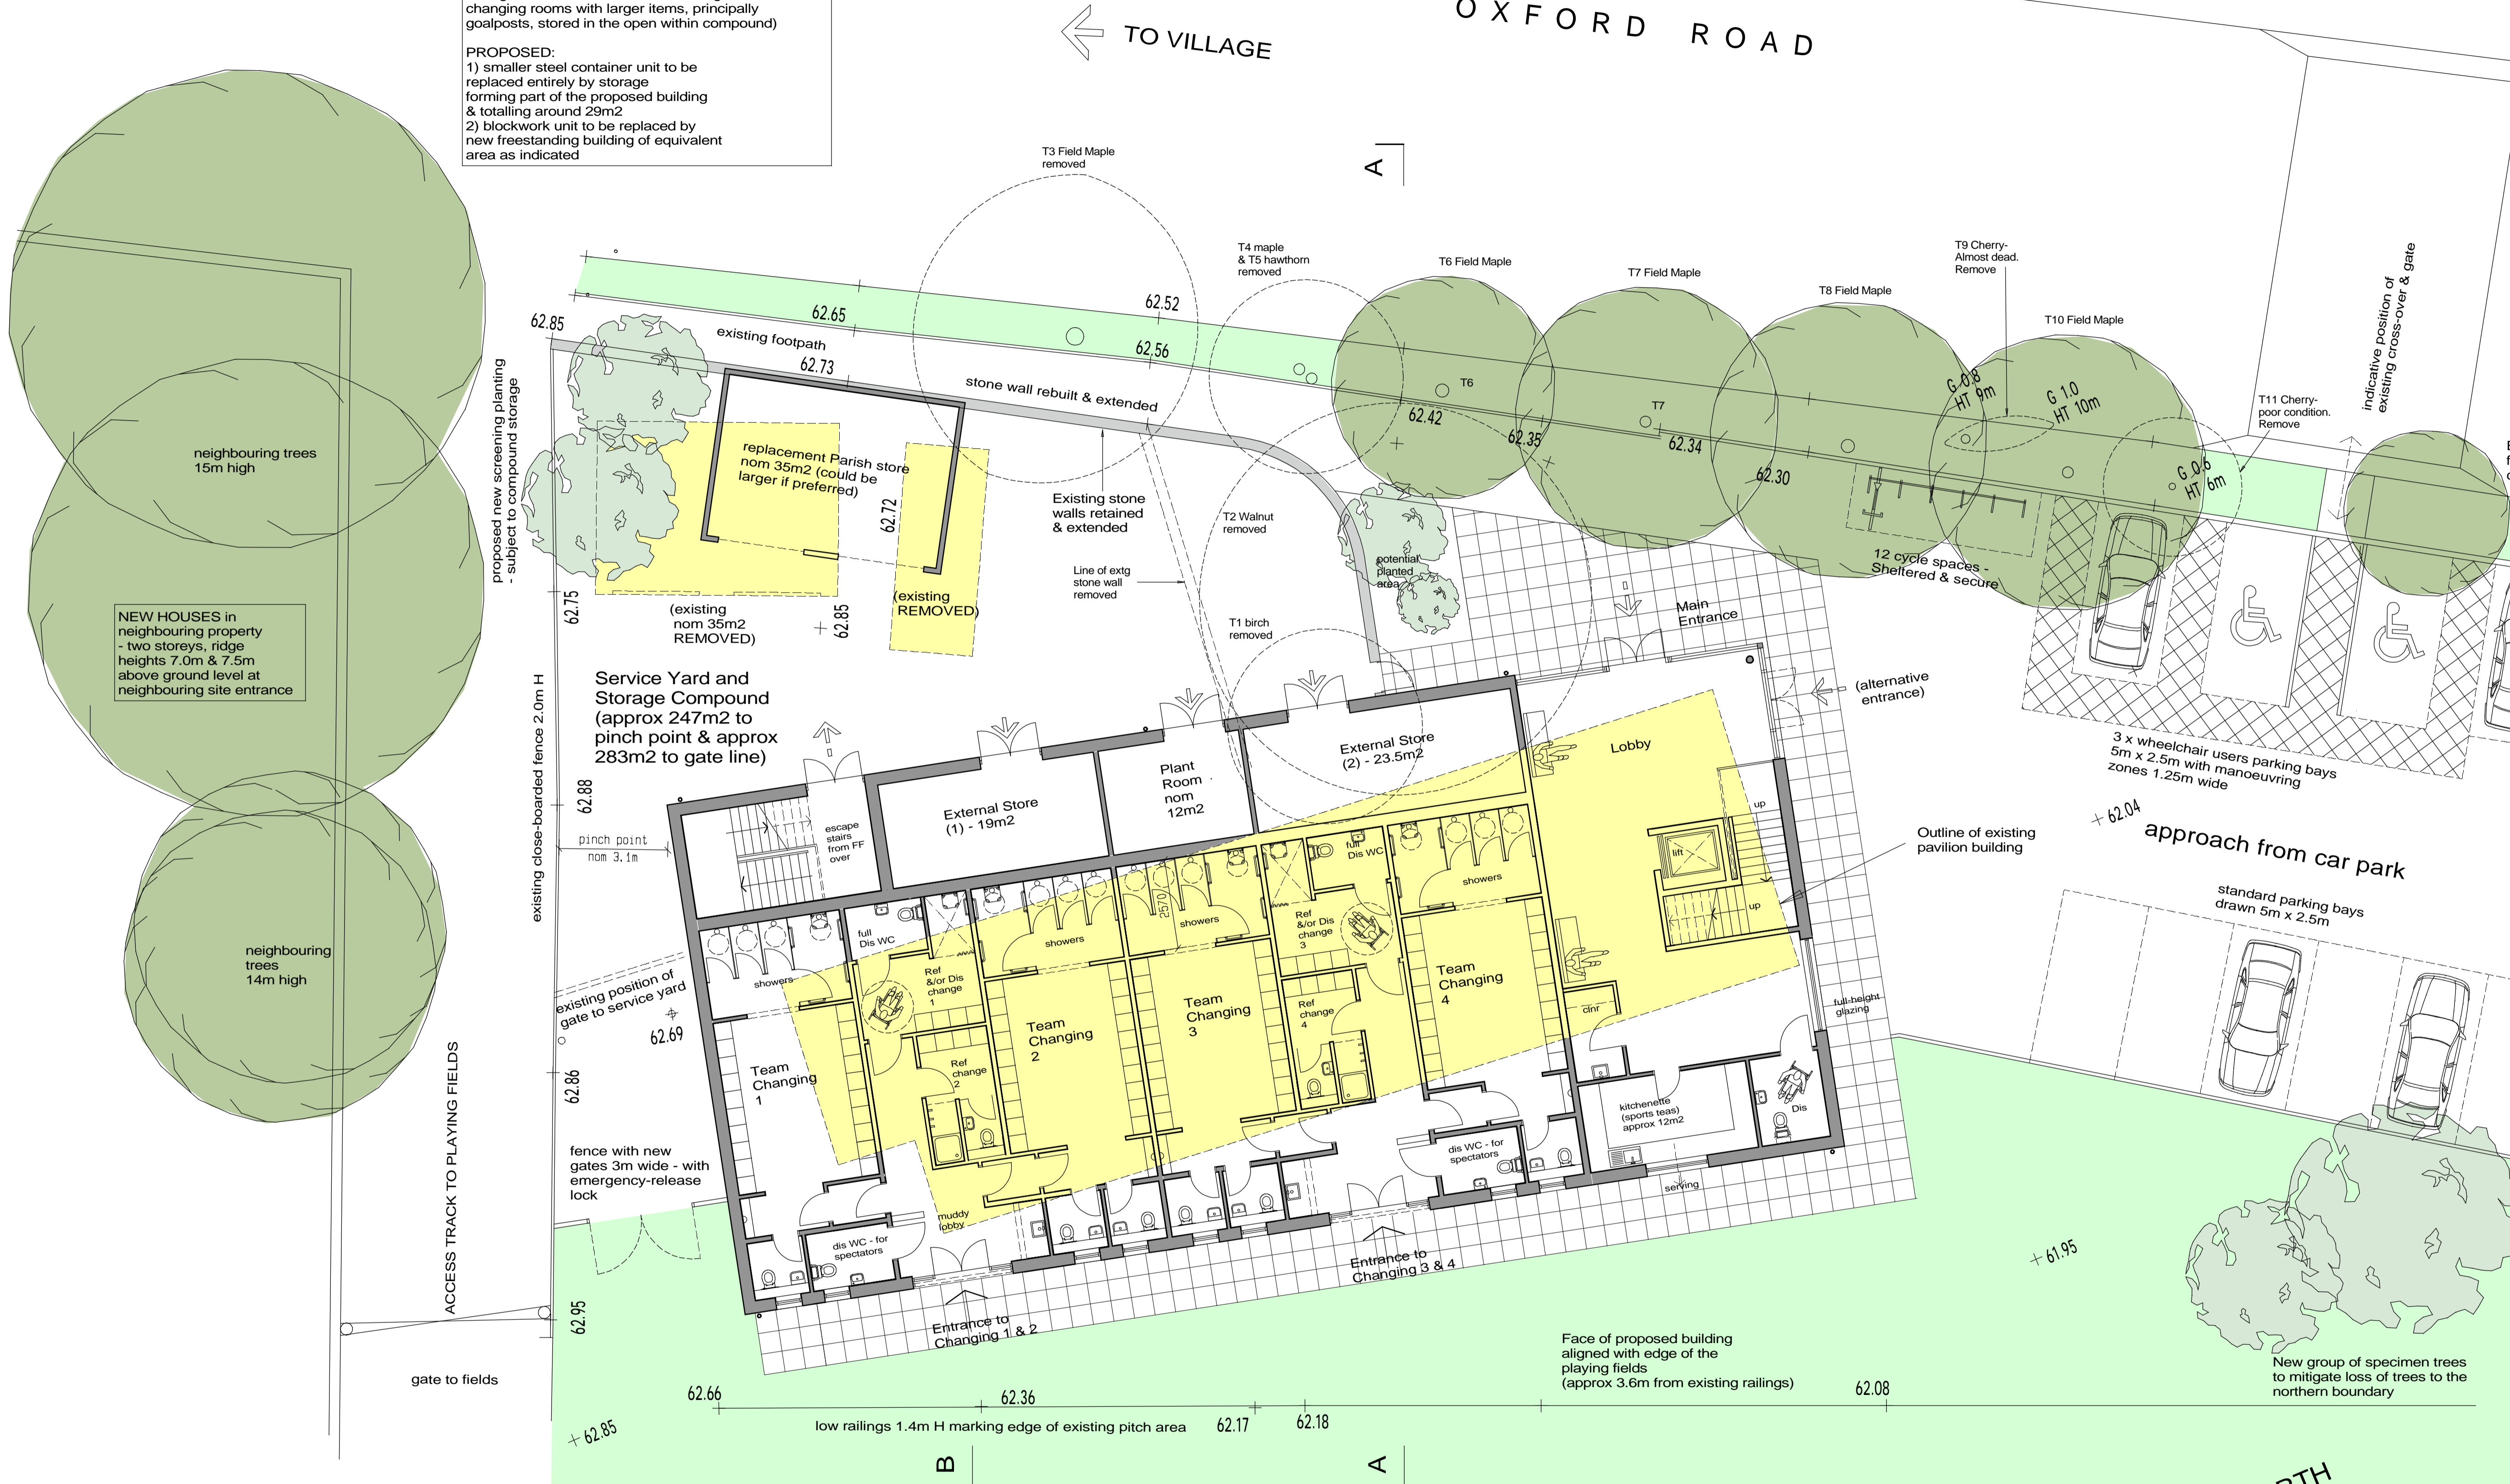 changing rooms with larger items, principally
goalposts, stored in the open within compound)
PROPOSED:
1) smaller steel container unit to be
replaced entirely by storage
forming part of the proposed building
& totalling around 29m2
2) blockwork unit to be replaced by
new freestanding building of equivalent
area as indicated
TO VILLAGE
OXFORD ROAD
T3 Field Maple
removed
A
T4 maple
& T5 hawthorn
removed
T6 Field Maple
T7 Field Maple
T8 Field Maple
T9 Cherry-
Almost dead.
Remove
T10 Field Maple
indicative position of
existing cross-over & gate
T11 Cherry-
poor condition.
Remove
62.85
62.65
62.52
existing footpath
62.73
62.56
stone wall rebuilt & extended
T6
62.42
T7
62.35
62.34
62.30
G 0.8
HT 9m
G 1.0
HT 10m
G 0.6
HT 6m
proposed new screening planting
- subject to compound storage
neighbouring trees
15m high
replacement Parish store
nom 35m2 (could be
larger if preferred)
62.72
Existing stone
walls retained
& extended
T2 Walnut
removed
Line of extg
stone wall
removed
potential
planted
area
12 cycle spaces -
Sheltered & secure
Main
Entrance
62.75
(existing
nom 35m2
REMOVED)
62.85
(existing
REMOVED)
T1 birch
removed
NEW HOUSES in
neighbouring property
- two storeys, ridge
heights 7.0m & 7.5m
above ground level at
neighbouring site entrance
Service Yard and
Storage Compound
(approx 247m2 to
pinch point & approx
283m2 to gate line)
existing close-boarded fence 2.0m H
62.88
pinch point
nom 3.1m
(alternative
entrance)
3 x wheelchair users parking bays
5m x 2.5m with manoeuvring
zones 1.25m wide
62.04
approach from car park
Outline of existing
pavilion building
standard parking bays
drawn 5m x 2.5m
escape
stairs
from FF
over
External Store
(1) - 19m2
Plant
Room
nom
12m2
External Store
(2) - 23.5m2
Lobby
up
lift
up
full
Dis WC
showers
full
Dis WC
showers
showers
2570
showers
Ref
&/or Dis
change
1
Ref
&/or Dis
change
3
Team
Changing
1
Ref
change
2
Team
Changing
2
Team
Changing
3
Ref
change
4
Team
Changing
4
clnr
full-height
glazing
kitchenette
(sports teas)
approx 12m2
Dis
dis WC - for
spectators
serving
muddy
lobby
dis WC - for
spectators
neighbouring
trees
14m high
existing position of
gate to service yard
62.69
62.86
ACCESS TRACK TO PLAYING FIELDS
fence with new
gates 3m wide - with
emergency-release
lock
62.95
gate to fields
Entrance to
Changing 1 & 2
Entrance to
Changing 3 & 4
61.95
Face of proposed building
aligned with edge of the
playing fields
(approx 3.6m from existing railings)
New group of specimen trees
to mitigate loss of trees to the
northern boundary
62.66
62.36
62.08
62.85
low railings 1.4m H marking edge of existing pitch area
62.17
62.18
B
A